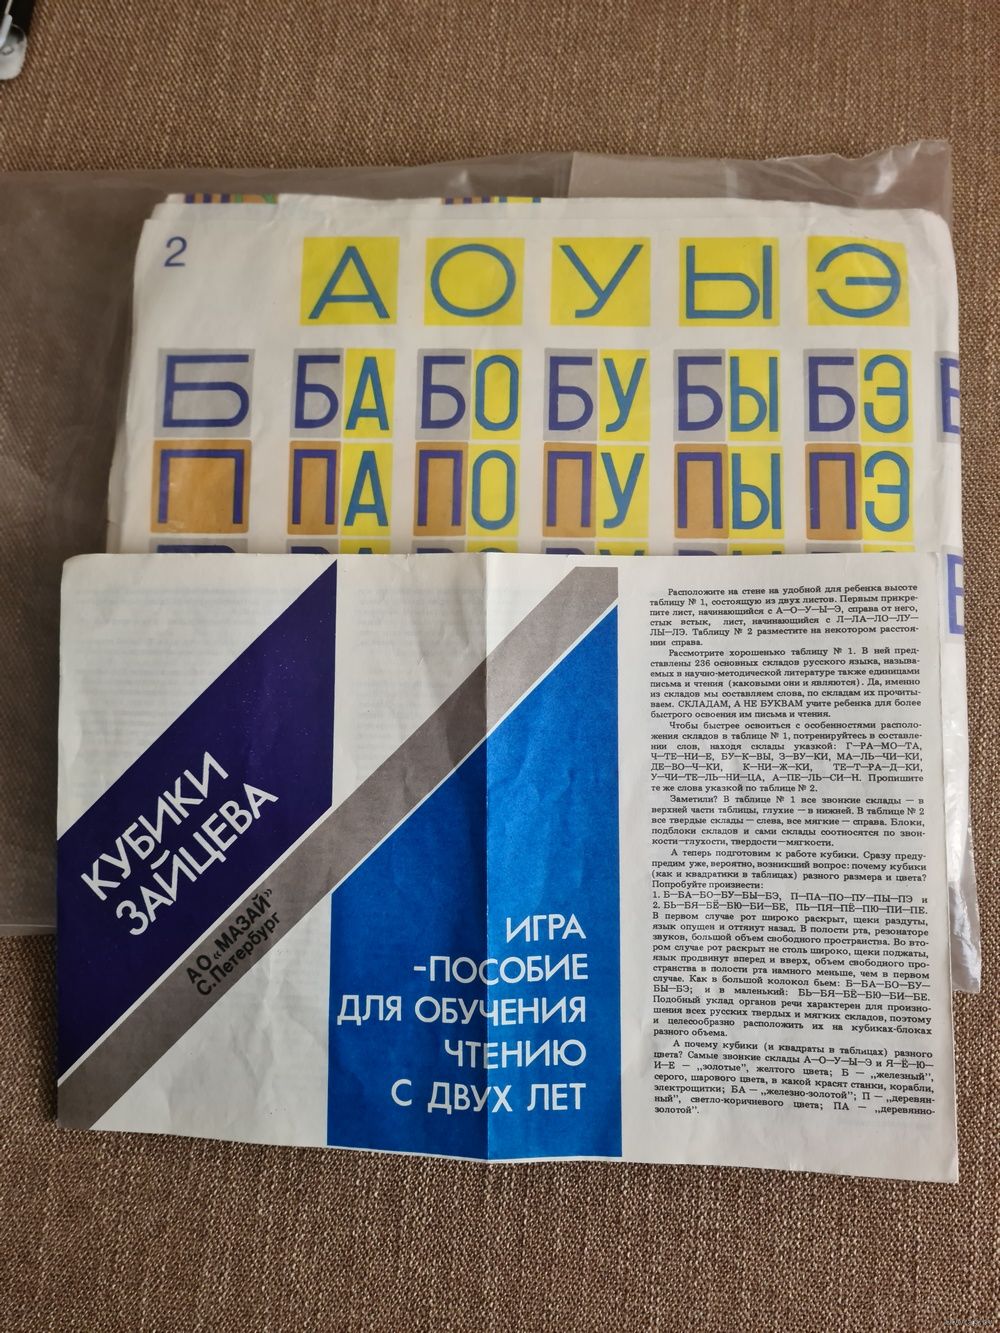 2
А О У Ы Э
Б БА БО БУ БЫ БЭ
П ПА ПО ПУ ПЫ ПЭ
КУБИКИ
ЗАЙЦЕВА
АО «МАЗАЙ»
С.Петербург
ИГРА
-ПОСОБИЕ
ДЛЯ ОБУЧЕНИЯ
ЧТЕНИЮ
С ДВУХ ЛЕТ
Расположите на стене на удобной для ребенка высоте
таблицу № 1, состоящую из двух листов. Первым прикре-
пите лист, начинающийся с А—О—У—Ы—Э, справа от него,
стык встык, лист, начинающийся с Л—ЛА—ЛО—ЛУ—
ЛЫ—ЛЭ. Таблицу № 2 разместите на некотором расстоя-
нии справа.
Рассмотрите хорошенько таблицу № 1. В ней пред-
ставлены 236 основных складов русского языка, называ-
емых в научно-методической литературе также единицами
письма и чтения (каковыми они и являются). Да, именно
из складов мы составляем слова, по складам их прочиты-
ваем. СКЛАДАМ, А НЕ БУКВАМ учите ребенка для более
быстрого освоения им письма и чтения.
Чтобы быстрее освоиться с особенностями располо-
жения складов в таблице № 1, потренируйтесь в составле-
нии слов, находя склады указкой: Г—РА—МО—ТА,
Ч—ТЕ—НИ—Е, БУ—К—ВЫ, З—ВУ—КИ, МА—ЛЬ—ЧИ—КИ,
ДЕ—ВО—Ч—КИ, К—НИ—Ж—КИ, ТЕ—Т—РА—Д—КИ,
У—ЧИ—ТЕ—ЛЬ—НИ—ЦА, А—ПЕ—ЛЬ—СИ—Н. Пропишите
те же слова указкой по таблице № 2.
Заметили? В таблице № 1 все звонкие склады — в
верхней части таблицы, глухие — в нижней. В таблице № 2
все твердые склады — слева, все мягкие — справа. Блоки,
подблоки складов и сами склады соотносятся по звон-
кости—глухости, твердости—мягкости.
А теперь подготовим к работе кубики. Сразу преду-
предим уже, вероятно, возникший вопрос: почему кубики
(как и квадратики в таблицах) разного размера и цвета?
Попробуйте произнести:
1. Б—БА—БО—БУ—БЫ—БЭ, П—ПА—ПО—ПУ—ПЫ—ПЭ и
2. БЬ—БЯ—БЁ—БЮ—БИ—БЕ, ПЬ—ПЯ—ПЁ—ПЮ—ПИ—ПЕ.
В первом случае рот широко раскрыт, щеки раздуты,
язык опущен и оттянут назад. В полости рта, резонаторе
звуков, большой объем свободного пространства. Во вто-
ром случае рот раскрыт не столь широко, щеки поджаты,
язык продвинут вперед и вверх, объем свободного про-
странства в полости рта намного меньше, чем в первом
случае. Как в большой колокол бьем: Б—БА—БО—БУ—
БЫ—БЭ; и в маленький: БЬ—БЯ—БЁ—БЮ—БИ—БЕ.
Подобный уклад органов речи характерен для произно-
шения всех русских твердых и мягких складов, поэтому
и целесообразно расположить их на кубиках-блоках
разного объема.
А почему кубики (и квадраты в таблицах) разного
цвета? Самые звонкие склады А—О—У—Ы—Э и Я—Ё—Ю—
И—Е — „золотые", желтого цвета; Б — „железный",
серого, шарового цвета, в какой красят станки, корабли,
электрощитки; БА — „железно-золотой"; П — „деревян-
ный", светло-коричневого цвета; ПА — „деревянно-
золотой".